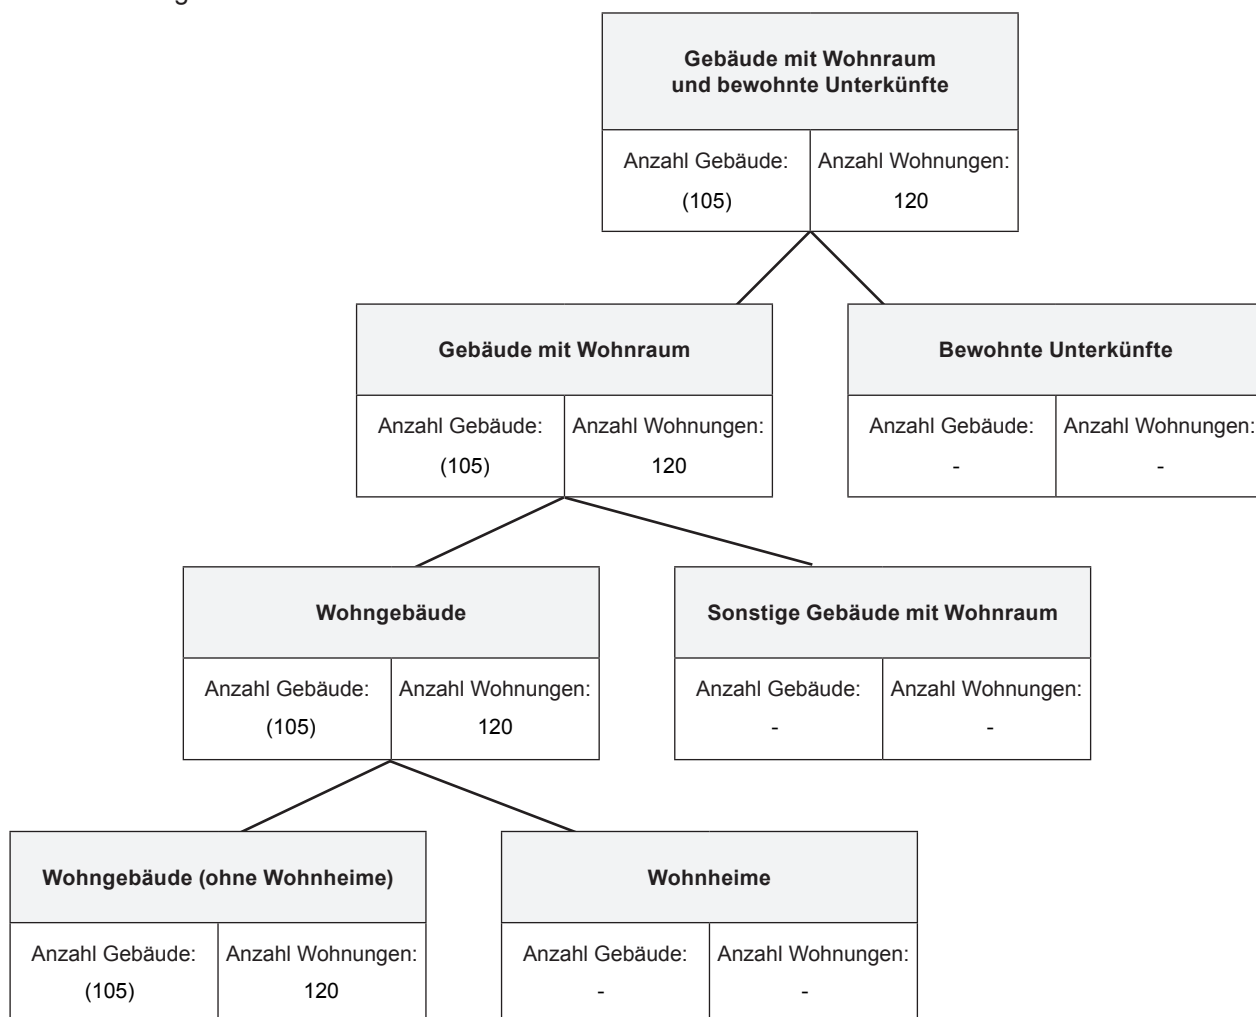 Gebäude mit Wohnraum
und bewohnte Unterkünfte
Anzahl Gebäude: Anzahl Wohnungen:
(105) 120
Gebäude mit Wohnraum
Anzahl Gebäude: Anzahl Wohnungen:
(105) 120
Bewohnte Unterkünfte
Anzahl Gebäude: Anzahl Wohnungen:
- -
Wohngebäude
Anzahl Gebäude: Anzahl Wohnungen:
(105) 120
Sonstige Gebäude mit Wohnraum
Anzahl Gebäude: Anzahl Wohnungen:
- -
Wohngebäude (ohne Wohnheime)
Anzahl Gebäude: Anzahl Wohnungen:
(105) 120
Wohnheime
Anzahl Gebäude: Anzahl Wohnungen:
- -